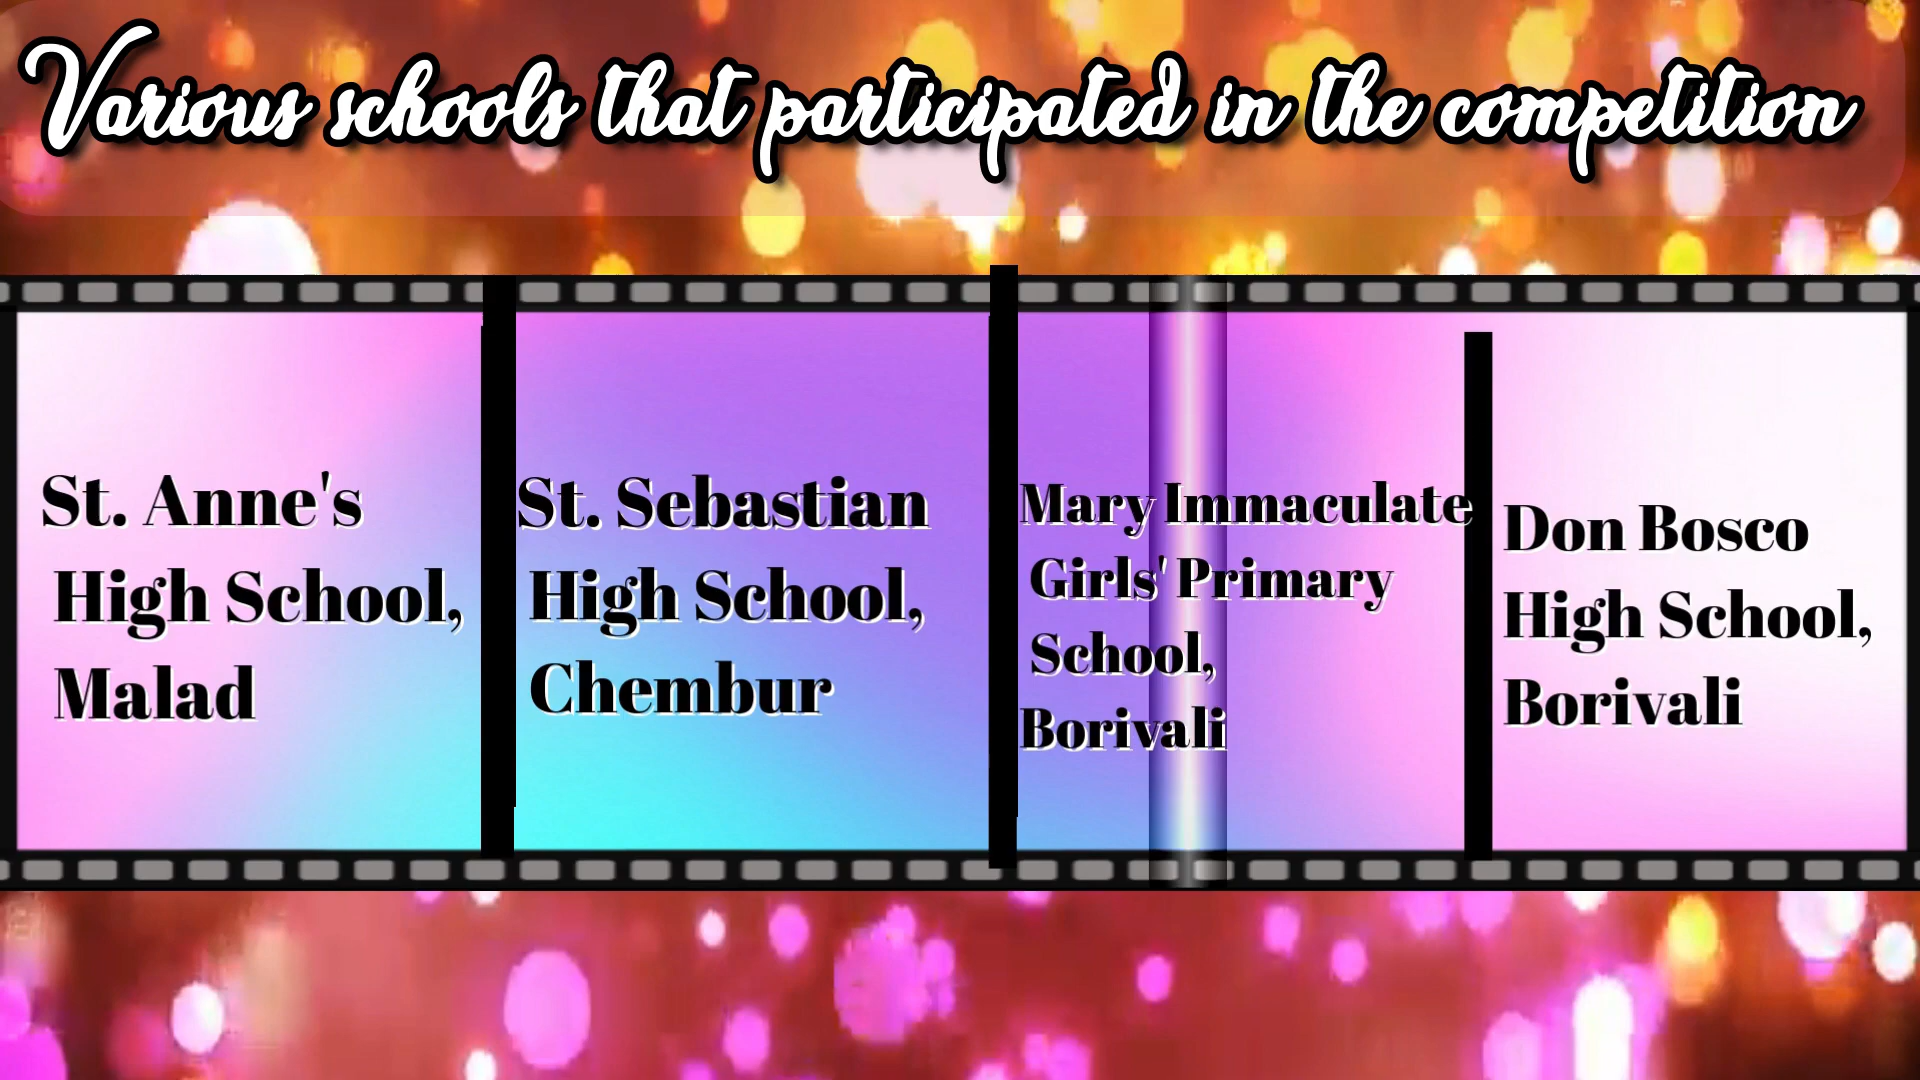 Various schools that participated in the competition
St. Anne's
High School,
Malad
St. Sebastian
High School,
Chembur
Mary Immaculate
Girls' Primary
School,
Borivali
Don Bosco
High School,
Borivali